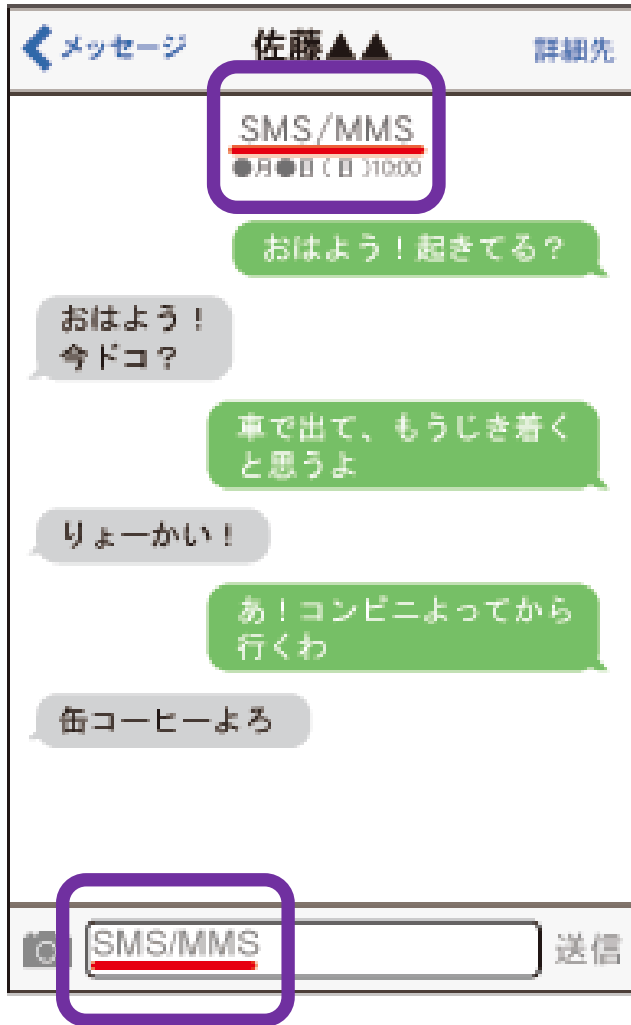 メッセージ
佐藤▲▲
詳細先
SMS/MMS
●月●日(日)10:00
おはよう！起きてる？
おはよう！
今ドコ？
車で出て、もうじき着く
と思うよ
りょーかい！
あ！コンビニよってから
行くわ
缶コーヒーよろ
SMS/MMS
送信